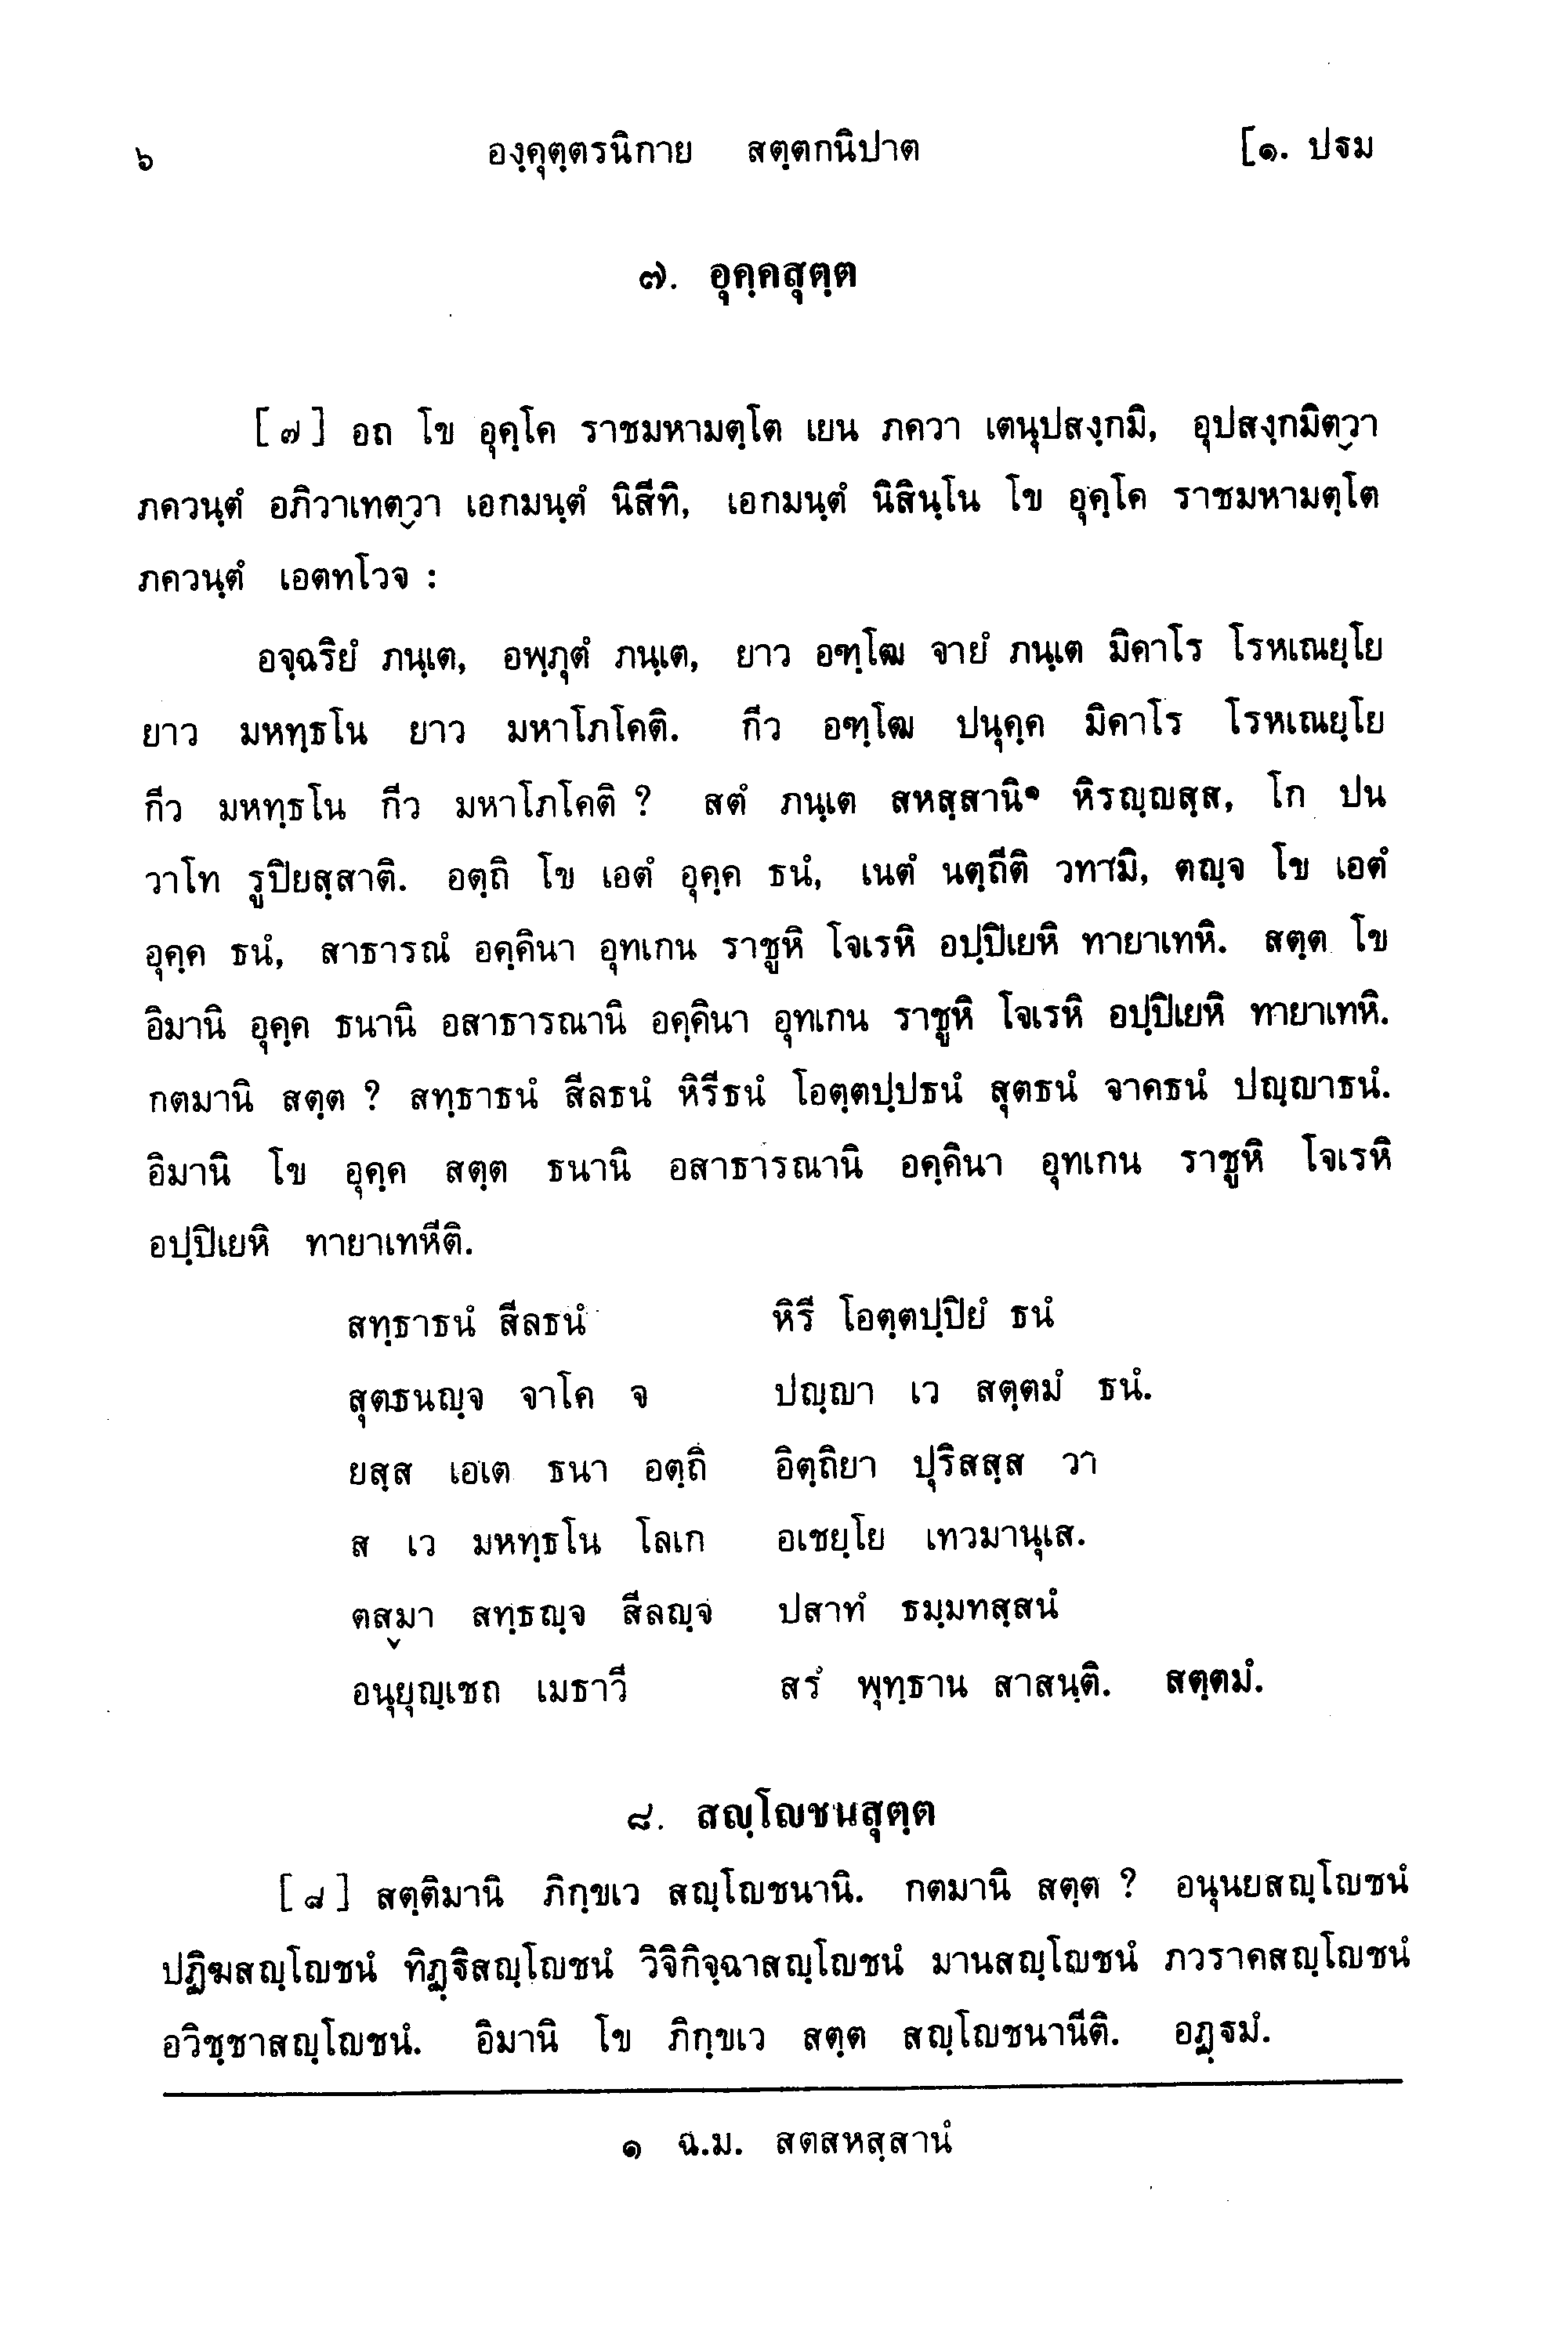 ๖ องฺคุตฺตรนิกาย สตฺตกนิปาต [๑. ปฐม
๗. อุคฺคสุตฺต
[๗] อถ โข อุคฺโค ราชมหามตฺโต เยน ภควา เตนุปสงฺกมิ, อุปสงฺกมิตฺวา
ภควนฺตํ อภิวาเทตฺวา เอกมนฺตํ นิสีทิ, เอกมนฺตํ นิสินฺโน โข อุคฺโค ราชมหามตฺโต
ภควนฺตํ เอตทโวจ :
อจฺฉริยํ ภนฺเต, อพฺภุตํ ภนฺเต, ยาว อฑฺโฒ จายํ ภนฺเต มิคาโร โรหเณยฺโย
ยาว มหทฺธโน ยาว มหาโภโคติ. กีว อฑฺโฒ ปนุคฺค มิคาโร โรหเณยฺโย
กีว มหทฺธโน กีว มหาโภโคติ ? สตํ ภนฺเต สหสฺสานิ๑ หิรญฺญสฺส, โก ปน
วาโท รูปิยสฺสาติ. อตฺถิ โข เอตํ อุคฺค ธนํ, เนตํ นตฺถีติ วทามิ, ตญฺจ โข เอตํ
อุคฺค ธนํ, สาธารณํ อคฺคินา อุทเกน ราชูหิ โจเรหิ อปฺปิเยหิ ทายาเทหิ. สตฺต โข
อิมานิ อุคฺค ธนานิ อสาธารณานิ อคฺคินา อุทเกน ราชูหิ โจเรหิ อปฺปิเยหิ ทายาเทหิ.
กตมานิ สตฺต ? สทฺธาธนํ สีลธนํ หิรีธนํ โอตฺตปฺปธนํ สุตธนํ จาคธนํ ปญฺญาธนํ.
อิมานิ โข อุคฺค สตฺต ธนานิ อสาธารณานิ อคฺคินา อุทเกน ราชูหิ โจเรหิ
อปฺปิเยหิ ทายาเทหีติ.
สทฺธาธนํ สีลธนํ หิรี โอตฺตปฺปิยํ ธนํ
สุตธนญฺจ จาโค จ ปญฺญา เว สตฺตมํ ธนํ.
ยสฺส เอเต ธนา อตฺถิ อิตฺถิยา ปุริสสฺส วา
ส เว มหทฺธโน โลเก อเชยฺโย เทวมานุเส.
ตสฺมา สทฺธญฺจ สีลญฺจ ปสาทํ ธมฺมทสฺสนํ
อนุยุญฺเชถ เมธาวี สรํ พุทฺธาน สาสนฺติ. สตฺตมํ.
๘. สญฺโญชนสุตฺต
[๘] สตฺติมานิ ภิกฺขเว สญฺโญชนานิ. กตมานิ สตฺต ? อนุนยสญฺโญชนํ
ปฏิฆสญฺโญชนํ ทิฏฺฐิสญฺโญชนํ วิจิกิจฺฉาสญฺโญชนํ มานสญฺโญชนํ ภวราคสญฺโญชนํ
อวิชฺชาสญฺโญชนํ. อิมานิ โข ภิกฺขเว สตฺต สญฺโญชนานีติ. อฏฺฐมํ.
๑ ฉ.ม. สตสหสฺสานํ